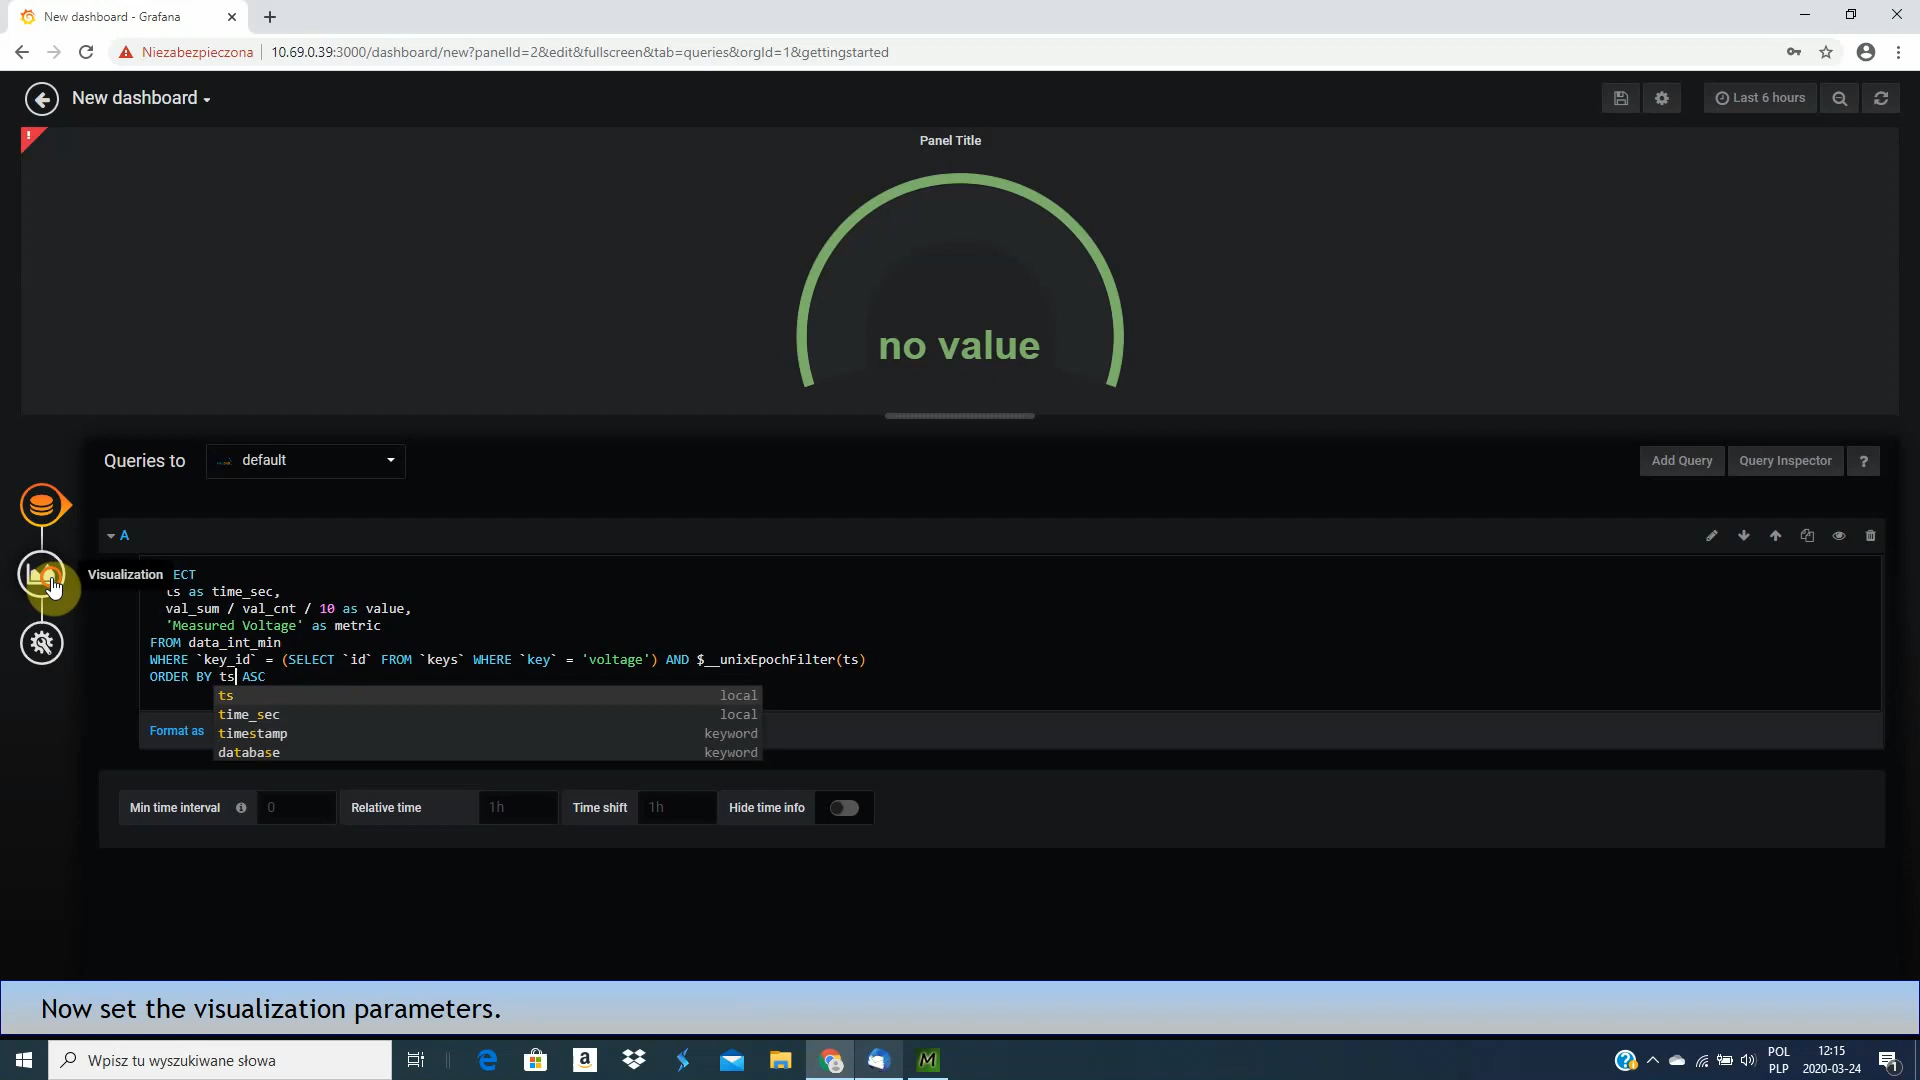 New dashboard - Grafana
Niezabezpieczona 10.69.0.39:3000/dashboard/new?panelId=2&edit&fullscreen&tab=queries&orgId=1&gettingstarted
New dashboard
Last 6 hours
!
Panel Title
no value
Queries to default
Add Query Query Inspector ?
A
Visualization ECT
ts as time_sec,
val_sum / val_cnt / 10 as value,
'Measured Voltage' as metric
FROM data_int_min
WHERE `key_id` = (SELECT `id` FROM `keys` WHERE `key` = 'voltage') AND $__unixEpochFilter(ts)
ORDER BY ts ASC
ts local
time_sec local
Format as
timestamp keyword
database keyword
Min time interval 0 Relative time 1h Time shift 1h Hide time info
Now set the visualization parameters.
Wpisz tu wyszukiwane słowa
POL 12:15
PLP 2020-03-24
1